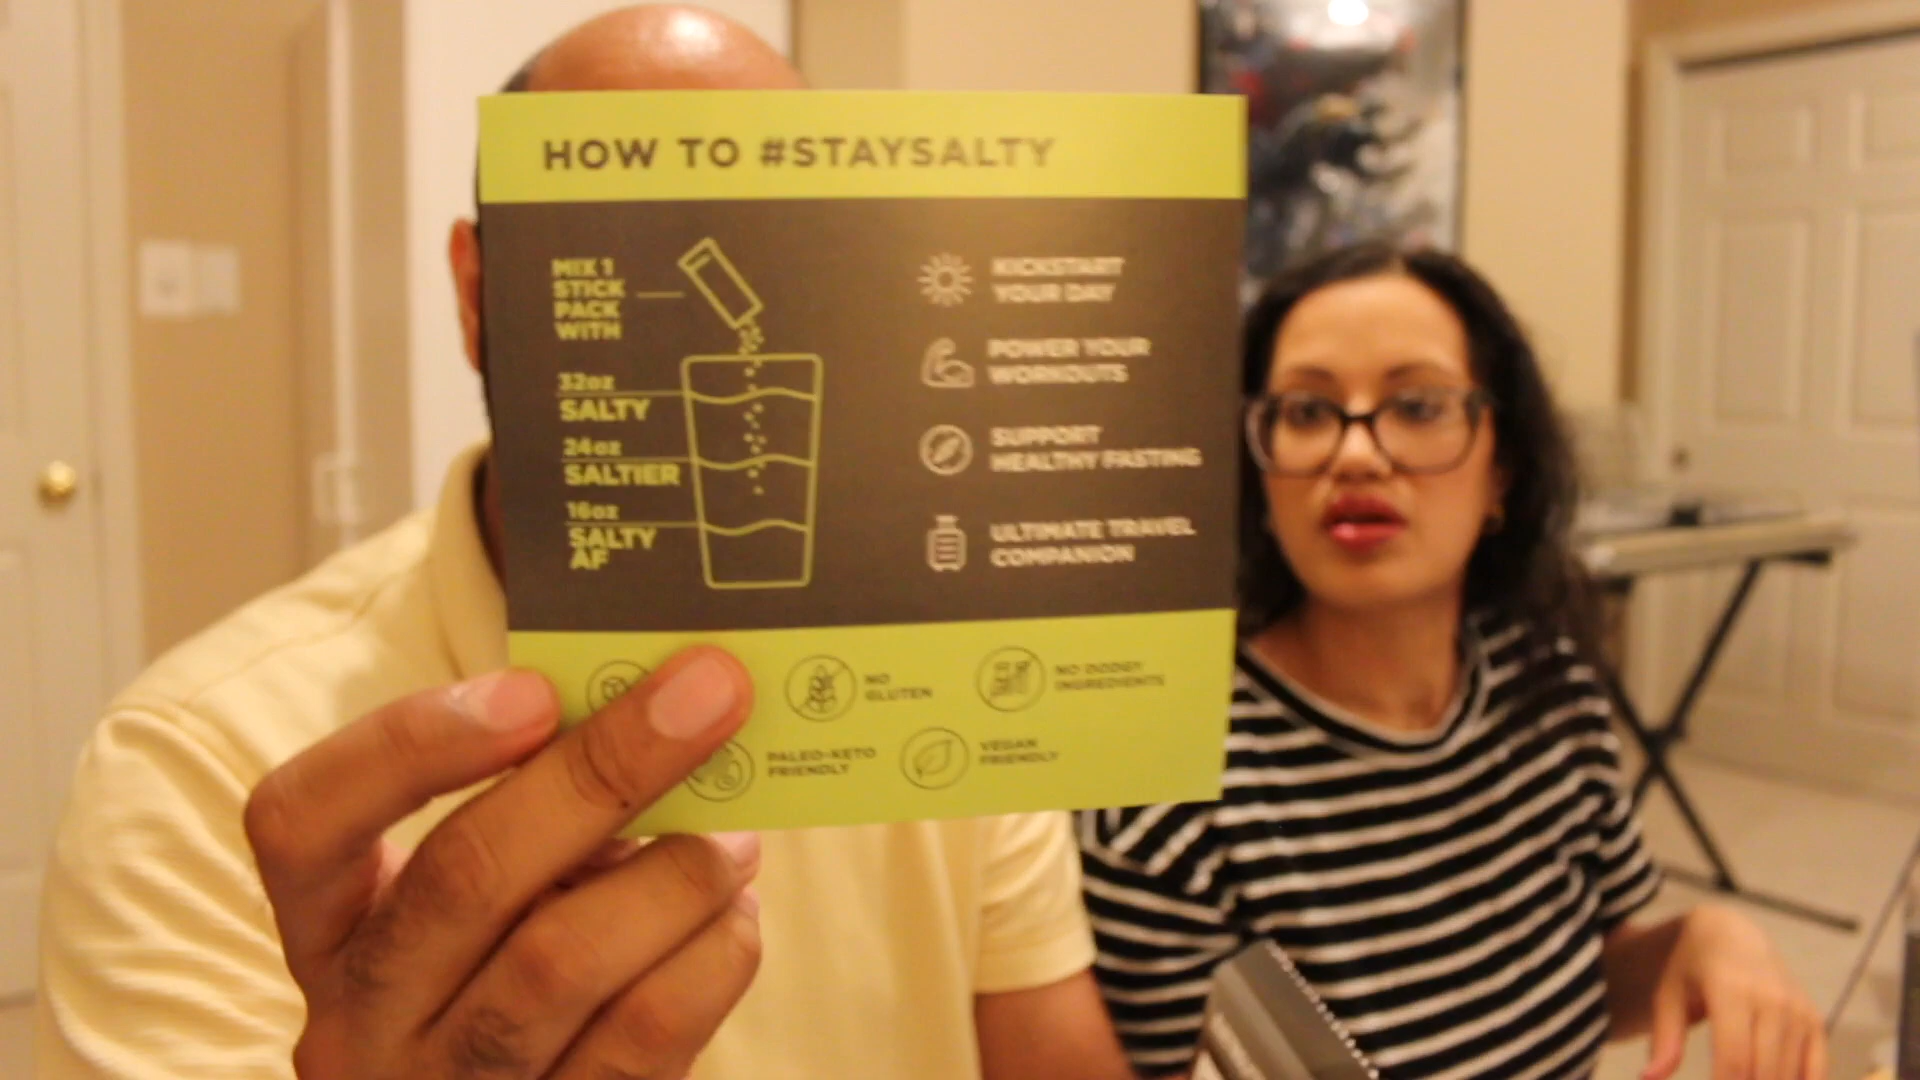 HOW TO #STAYSALTY
MIX 1
STICK
PACK
WITH
32oz
SALTY
24oz
SALTIER
16oz
SALTY
AF
KICKSTART
YOUR DAY
POWER YOUR
WORKOUTS
SUPPORT
HEALTHY FASTING
ULTIMATE TRAVEL
COMPANION
NO
GLUTEN
NO DODGY
INGREDIENTS
PALEO-KETO
FRIENDLY
VEGAN
FRIENDLY